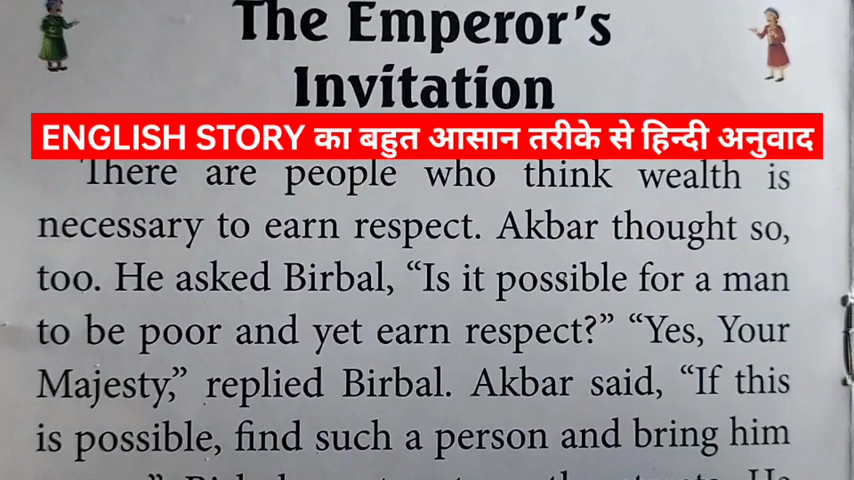 The Emperor's
Invitation
ENGLISH STORY का बहुत आसान तरीके से हिन्दी अनुवाद
There are people who think wealth is
necessary to earn respect. Akbar thought so,
too. He asked Birbal, “Is it possible for a man
to be poor and yet earn respect?” “Yes, Your
Majesty,” replied Birbal. Akbar said, “If this
is possible, find such a person and bring him